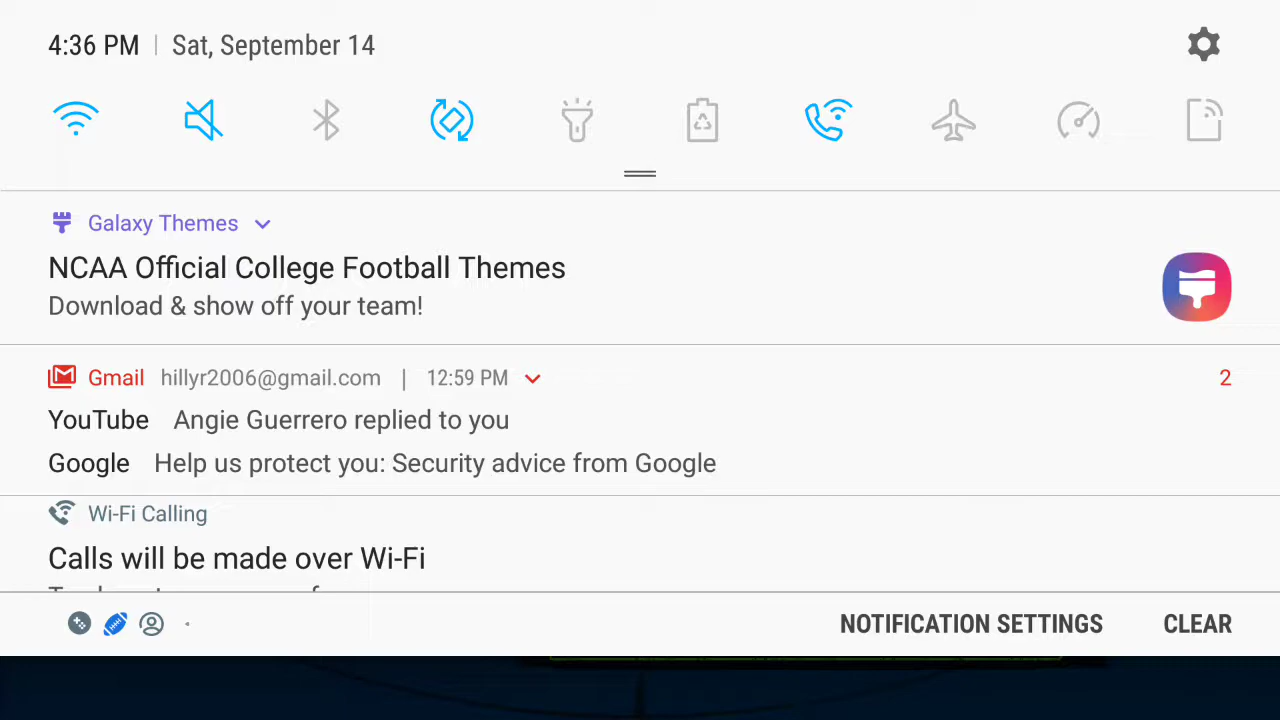 4:36 PM | Sat, September 14
Galaxy Themes
NCAA Official College Football Themes
Download & show off your team!
Gmail hillyr2006@gmail.com | 12:59 PM 2
YouTube Angie Guerrero replied to you
Google Help us protect you: Security advice from Google
Wi-Fi Calling
Calls will be made over Wi-Fi
NOTIFICATION SETTINGS CLEAR